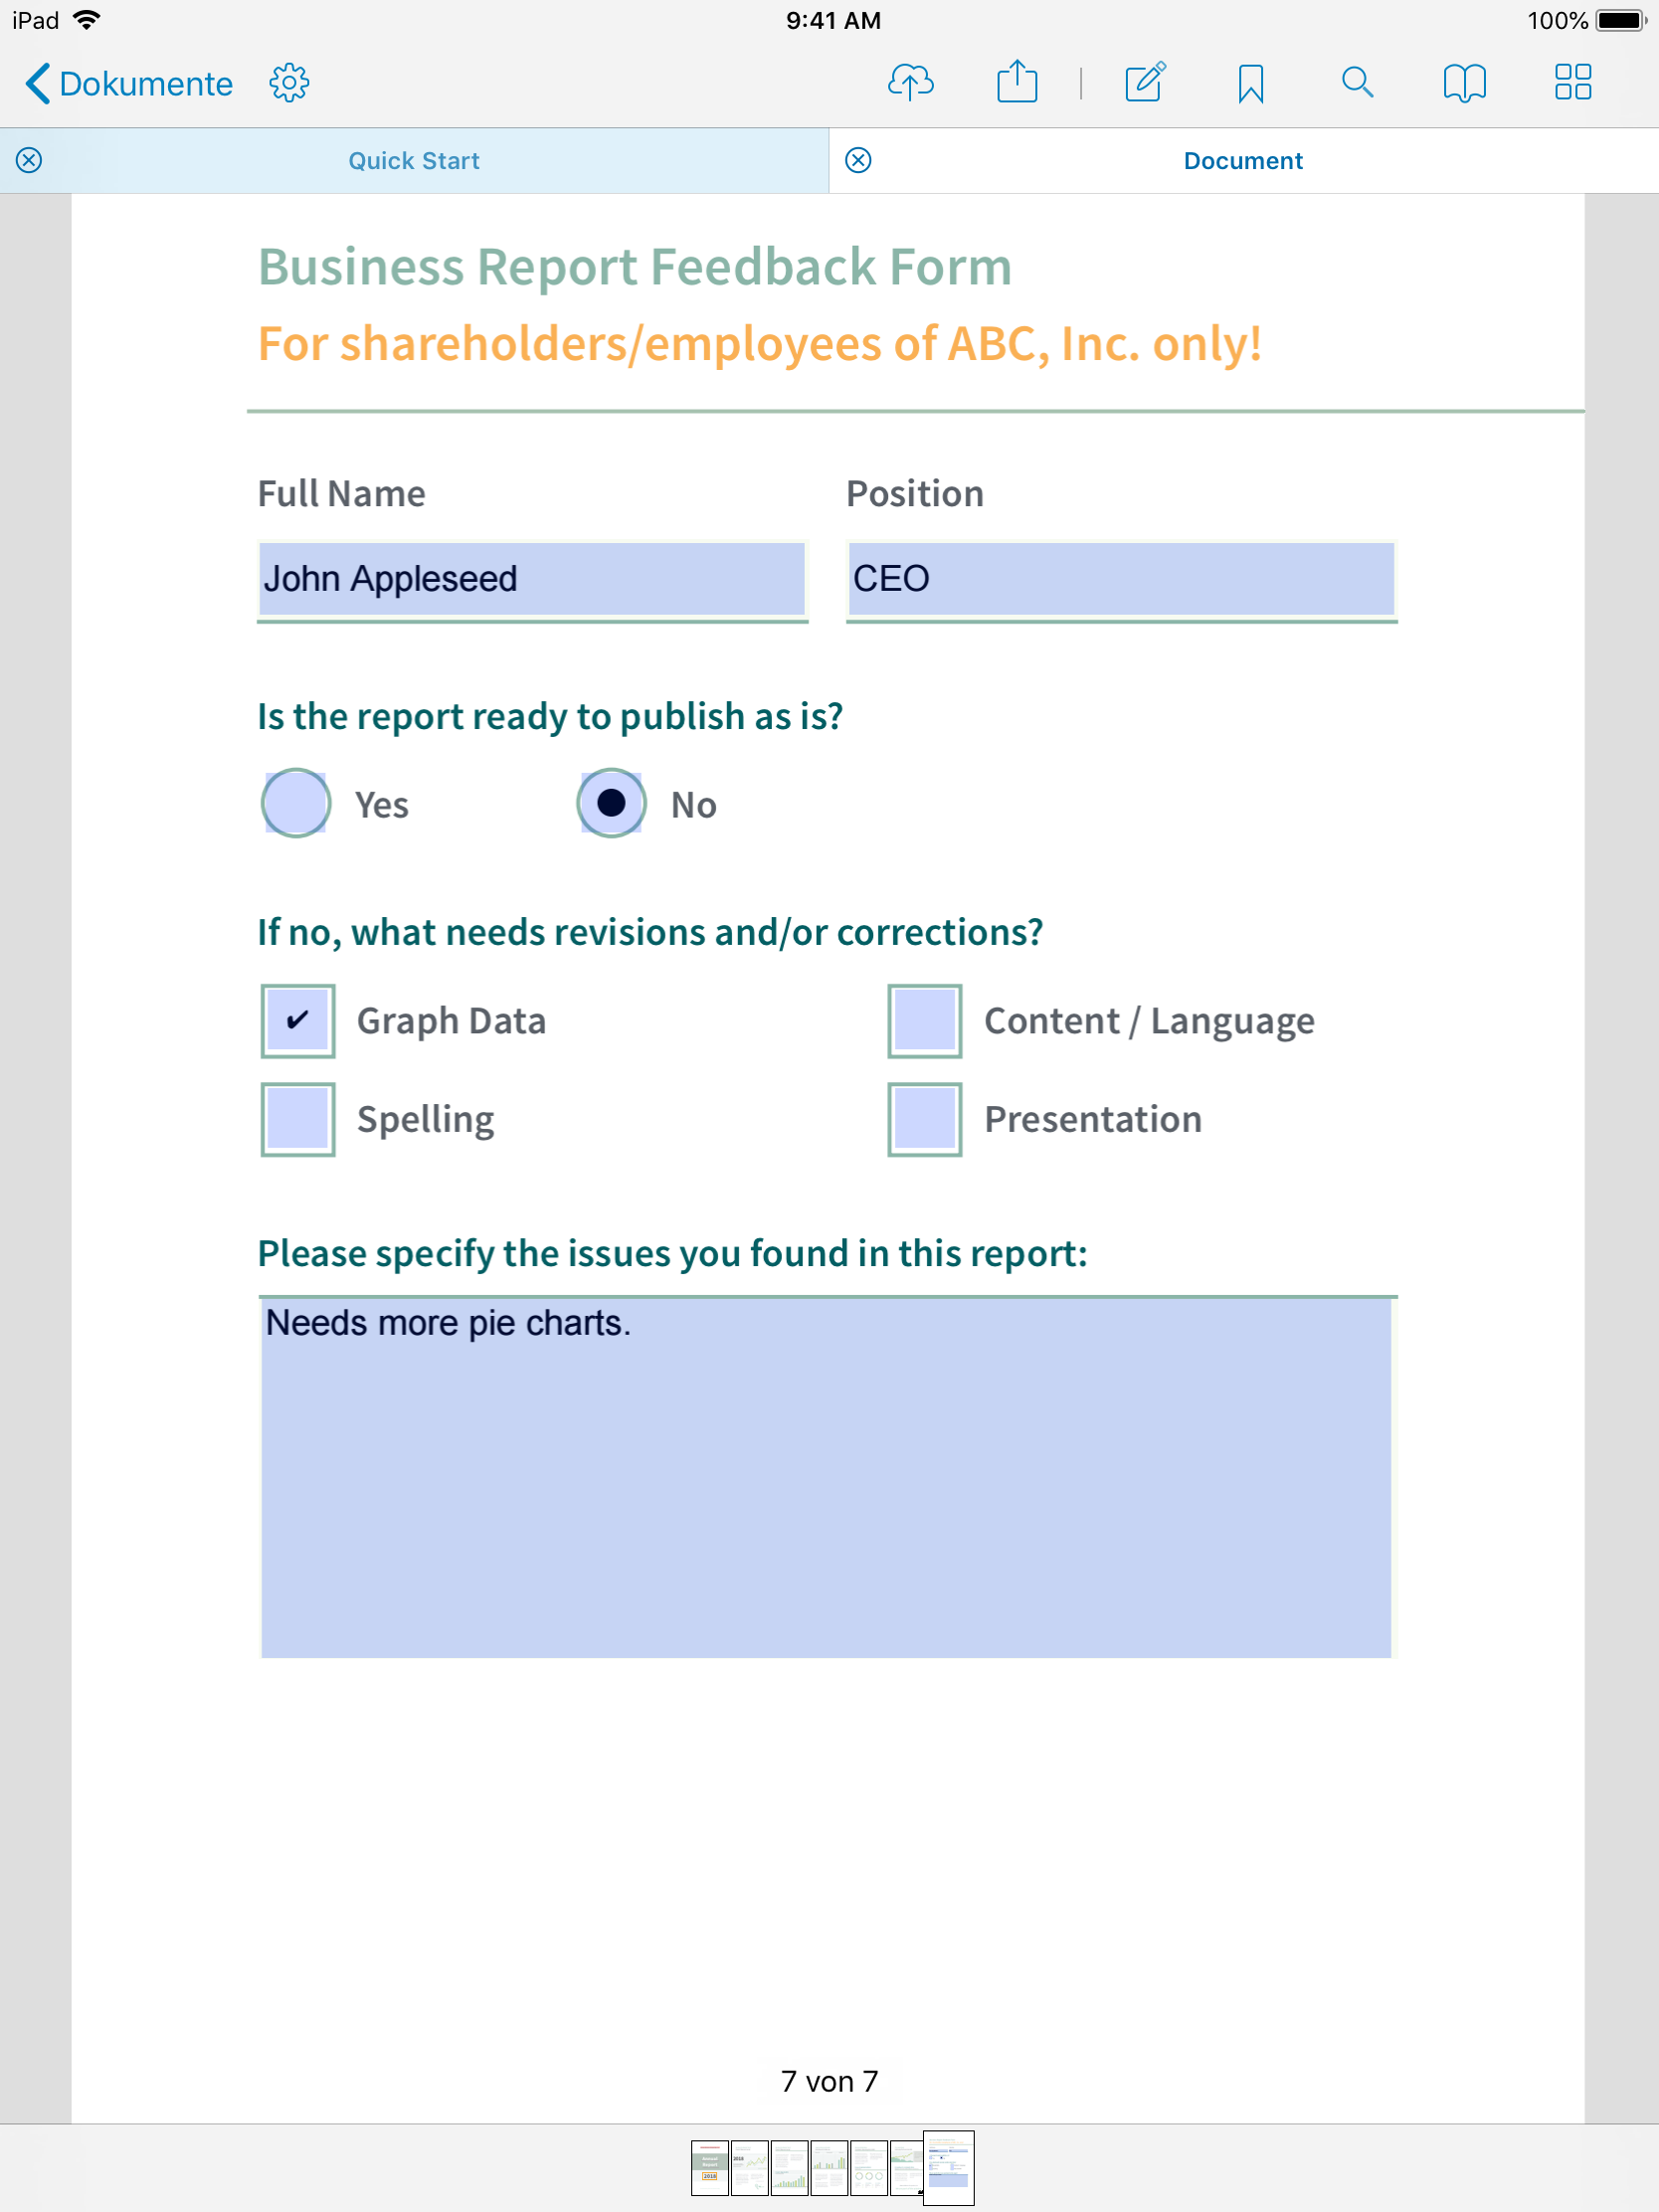 iPad 9:41 AM 100%
Dokumente
Quick Start Document
Business Report Feedback Form
For shareholders/employees of ABC, Inc. only!
Full Name Position
John Appleseed CEO
Is the report ready to publish as is?
Yes No
If no, what needs revisions and/or corrections?
Graph Data Content / Language
Spelling Presentation
Please specify the issues you found in this report:
Needs more pie charts.
7 von 7
Annual
Report
2018